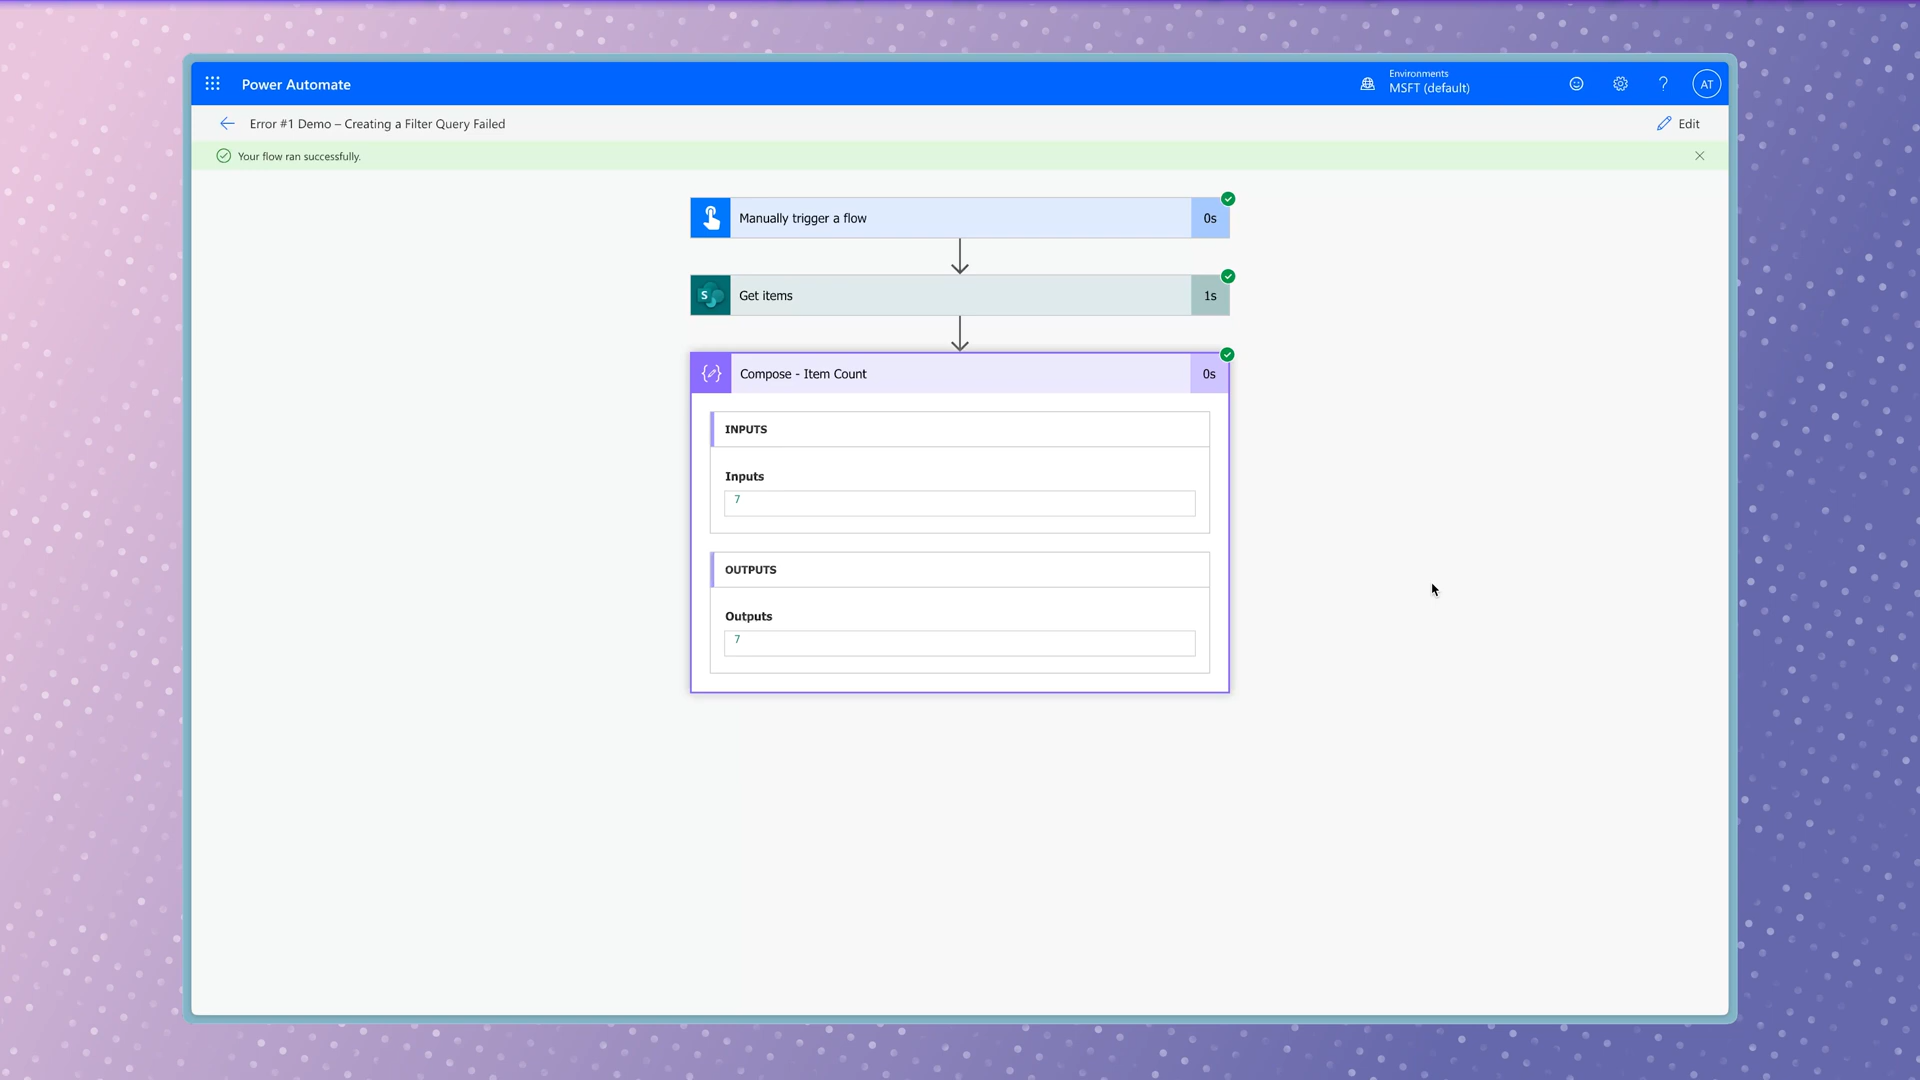 Power Automate
Environments
MSFT (default)
?
AT
Error #1 Demo – Creating a Filter Query Failed
Edit
Your flow ran successfully.
Manually trigger a flow
0s
S
Get items
1s
Compose - Item Count
0s
INPUTS
Inputs
7
OUTPUTS
Outputs
7